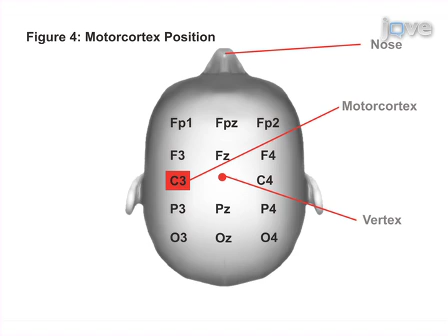 jove
Figure 4: Motorcortex Position
Nose
Motorcortex
Fp1 Fpz Fp2
F3 Fz F4
C3 C4
P3 Pz P4
Vertex
O3 Oz O4